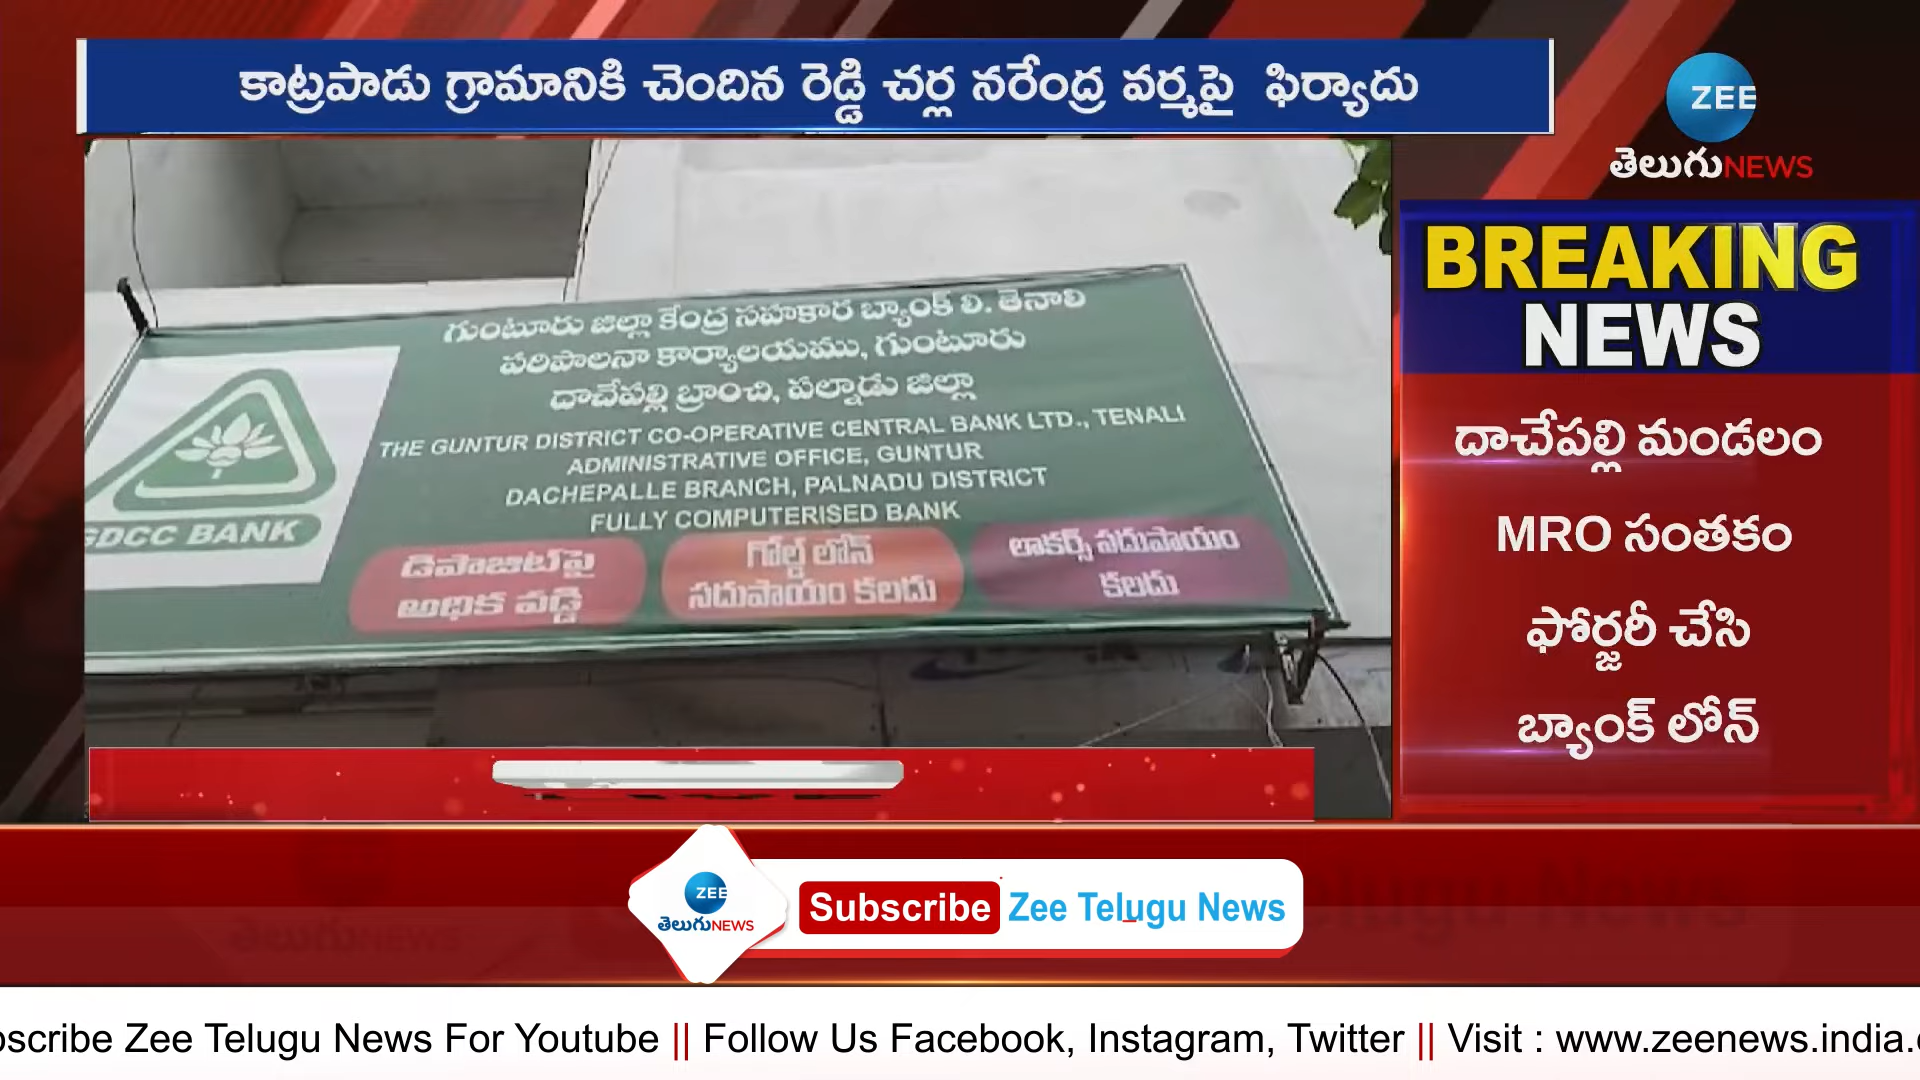 కాట్రపాడు గ్రామానికి చెందిన రెడ్డి చర్ల నరేంద్ర వర్మపై ఫిర్యాదు
ZEE
తెలుగు NEWS
BREAKING
NEWS
దాచేపల్లి మండలం
MRO సంతకం
ఫోర్జరీ చేసి
బ్యాంక్ లోన్
గుంటూరు జిల్లా కేంద్ర సహకార బ్యాంక్ లి. తెనాలి
పరిపాలనా కార్యాలయము, గుంటూరు
దాచేపల్లి బ్రాంచి, పల్నాడు జిల్లా
THE GUNTUR DISTRICT CO-OPERATIVE CENTRAL BANK LTD., TENALI
ADMINISTRATIVE OFFICE, GUNTUR
DACHEPALLE BRANCH, PALNADU DISTRICT
FULLY COMPUTERISED BANK
GDCC BANK
డిపాజిట్‌పై
అధిక వడ్డి
గోల్డ్ లోన్
సదుపాయం కలదు
లాకర్స్ సదుపాయం
కలదు
ZEE
తెలుగు NEWS
Subscribe Zee Telugu News
bscribe Zee Telugu News For Youtube || Follow Us Facebook, Instagram, Twitter || Visit : www.zeenews.india.c